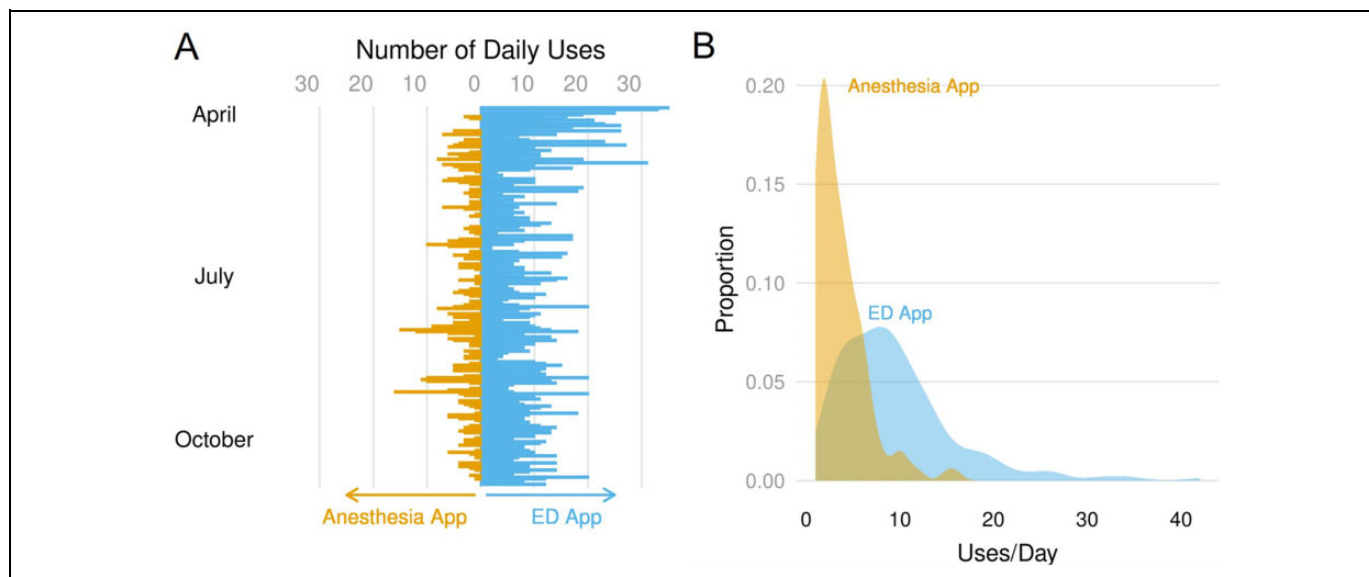 A
Number of Daily Uses
30 20 10 0 10 20 30
April
July
October
Anesthesia App
ED App
B
0.20
0.15
0.10
0.05
0.00
Proportion
Anesthesia App
ED App
0 10 20 30 40
Uses/Day